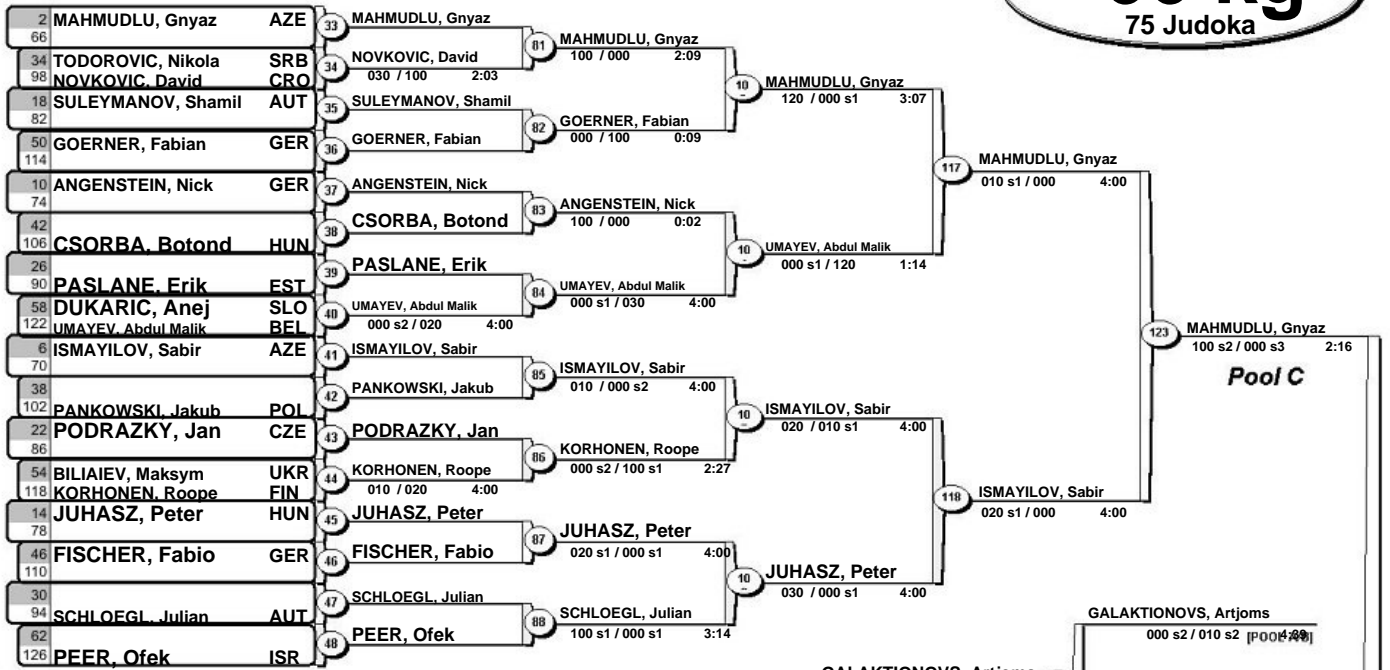 75 Judoka
2 MAHMUDLU, Gnyaz AZE
66
34 TODOROVIC, Nikola SRB
98 NOVKOVIC, David CRO
18 SULEYMANOV, Shamil AUT
82
50 GOERNER, Fabian GER
114
10 ANGENSTEIN, Nick GER
74
42
106 CSORBA, Botond HUN
26
90 PASLANE, Erik EST
58 DUKARIC, Anej SLO
122 UMAYEV, Abdul Malik BEL
6 ISMAYILOV, Sabir AZE
70
38
102 PANKOWSKI, Jakub POL
22 PODRAZKY, Jan CZE
86
54 BILIAIEV, Maksym UKR
118 KORHONEN, Roope FIN
14 JUHASZ, Peter HUN
78
46 FISCHER, Fabio GER
110
30
94 SCHLOEGL, Julian AUT
62
126 PEER, Ofek ISR
33 MAHMUDLU, Gnyaz
34 NOVKOVIC, David
030 / 100 2:03
35 SULEYMANOV, Shamil
36 GOERNER, Fabian
37 ANGENSTEIN, Nick
38 CSORBA, Botond
39 PASLANE, Erik
40 UMAYEV, Abdul Malik
000 s2 / 020 4:00
41 ISMAYILOV, Sabir
42 PANKOWSKI, Jakub
43 PODRAZKY, Jan
44 KORHONEN, Roope
010 / 020 4:00
45 JUHASZ, Peter
46 FISCHER, Fabio
47 SCHLOEGL, Julian
48 PEER, Ofek
81 MAHMUDLU, Gnyaz
100 / 000 2:09
82 GOERNER, Fabian
000 / 100 0:09
83 ANGENSTEIN, Nick
100 / 000 0:02
84 UMAYEV, Abdul Malik
000 s1 / 030 4:00
85 ISMAYILOV, Sabir
010 / 000 s2 4:00
86 KORHONEN, Roope
000 s2 / 100 s1 2:27
87 JUHASZ, Peter
020 s1 / 000 s1 4:00
88 SCHLOEGL, Julian
100 s1 / 000 s1 3:14
10 MAHMUDLU, Gnyaz
120 / 000 s1 3:07
10 UMAYEV, Abdul Malik
000 s1 / 120 1:14
10 ISMAYILOV, Sabir
020 / 010 s1 4:00
10 JUHASZ, Peter
030 / 000 s1 4:00
117 MAHMUDLU, Gnyaz
010 s1 / 000 4:00
118 ISMAYILOV, Sabir
020 s1 / 000 4:00
123 MAHMUDLU, Gnyaz
100 s2 / 000 s3 2:16
Pool C
GALAKTIONOVS, Artjoms
000 s2 / 010 s2